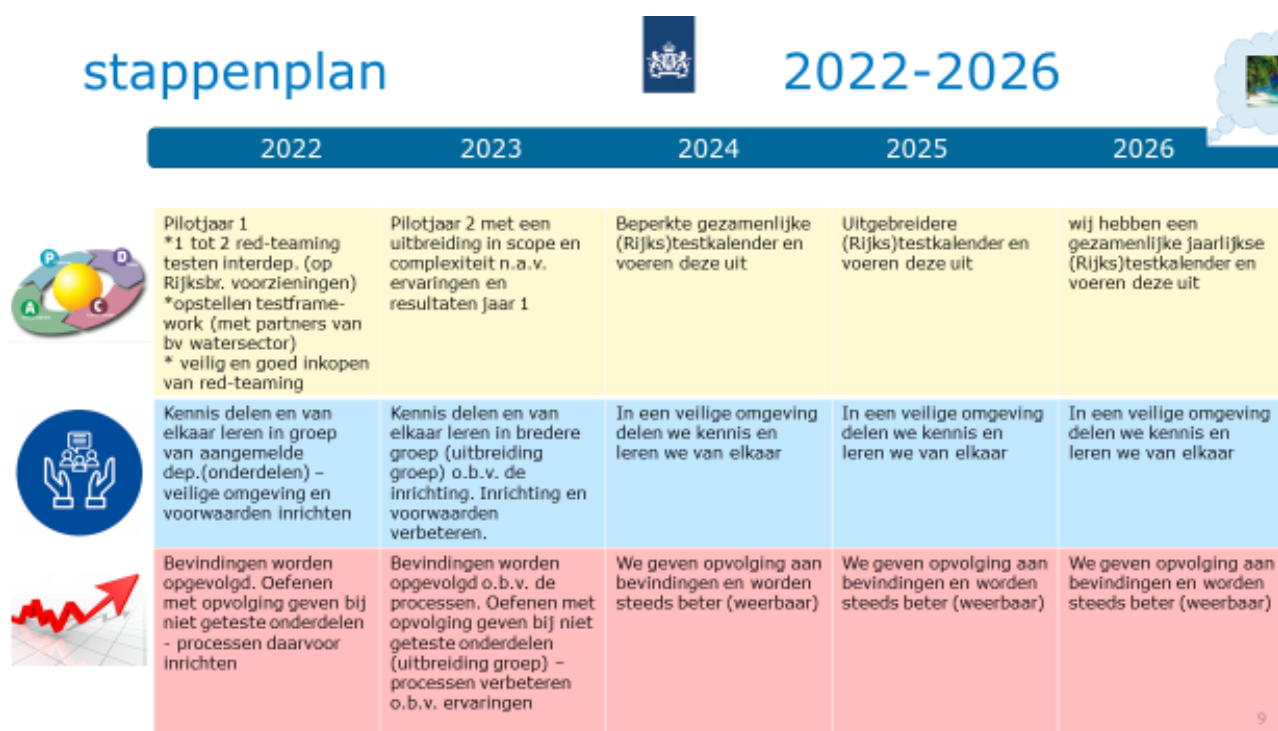 stappenplan
2022-2026
2022
2023
2024
2025
2026
P
D
A
C
Pilotjaar 1
*1 tot 2 red-teaming
testen interdep. (op
Rijksbr. voorzieningen)
*opstellen testframe-
work (met partners van
bv watersector)
* veilig en goed inkopen
van red-teaming
Pilotjaar 2 met een
uitbreiding in scope en
complexiteit n.a.v.
ervaringen en
resultaten jaar 1
Beperkte gezamenlijke
(Rijks)testkalender en
voeren deze uit
Uitgebreidere
(Rijks)testkalender en
voeren deze uit
wij hebben een
gezamenlijke jaarlijkse
(Rijks)testkalender en
voeren deze uit
Kennis delen en van
elkaar leren in groep
van aangemelde
dep.(onderdelen) –
veilige omgeving en
voorwaarden inrichten
Kennis delen en van
elkaar leren in bredere
groep (uitbreiding
groep) o.b.v. de
inrichting. Inrichting en
voorwaarden
verbeteren.
In een veilige omgeving
delen we kennis en
leren we van elkaar
In een veilige omgeving
delen we kennis en
leren we van elkaar
In een veilige omgeving
delen we kennis en
leren we van elkaar
Bevindingen worden
opgevolgd. Oefenen
met opvolging geven bij
niet geteste onderdelen
- processen daarvoor
inrichten
Bevindingen worden
opgevolgd o.b.v. de
processen. Oefenen met
opvolging geven bij niet
geteste onderdelen
(uitbreiding groep) –
processen verbeteren
o.b.v. ervaringen
We geven opvolging aan
bevindingen en worden
steeds beter (weerbaar)
We geven opvolging aan
bevindingen en worden
steeds beter (weerbaar)
We geven opvolging aan
bevindingen en worden
steeds beter (weerbaar)
9